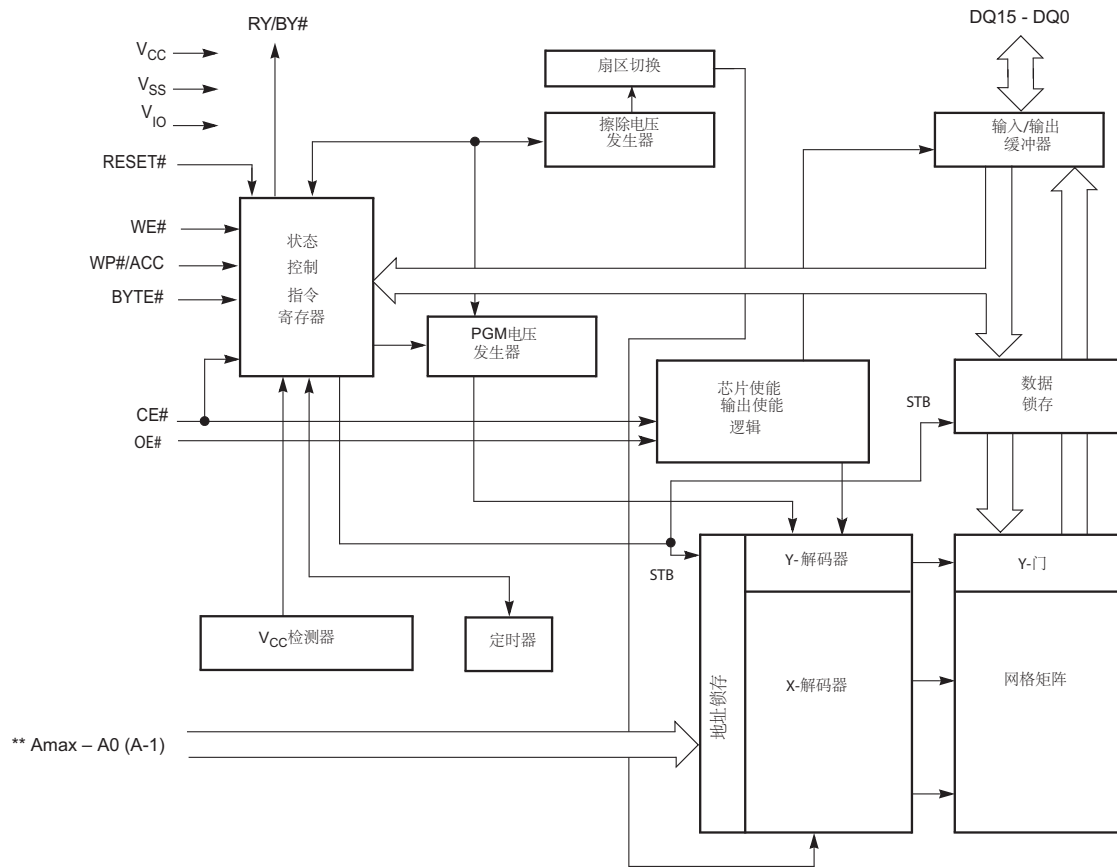 RY/BY#
DQ15 - DQ0
VCC
VSS
VIO
扇区切换
擦除电压
发生器
输入/输出
缓冲器
RESET#
WE#
WP#/ACC
BYTE#
状态
控制
指令
寄存器
PGM电压
发生器
芯片使能
输出使能
逻辑
数据
锁存
STB
CE#
OE#
STB
Y-解码器
Y-门
VCC检测器
定时器
地址锁存
X-解码器
网格矩阵
** Amax – A0 (A-1)